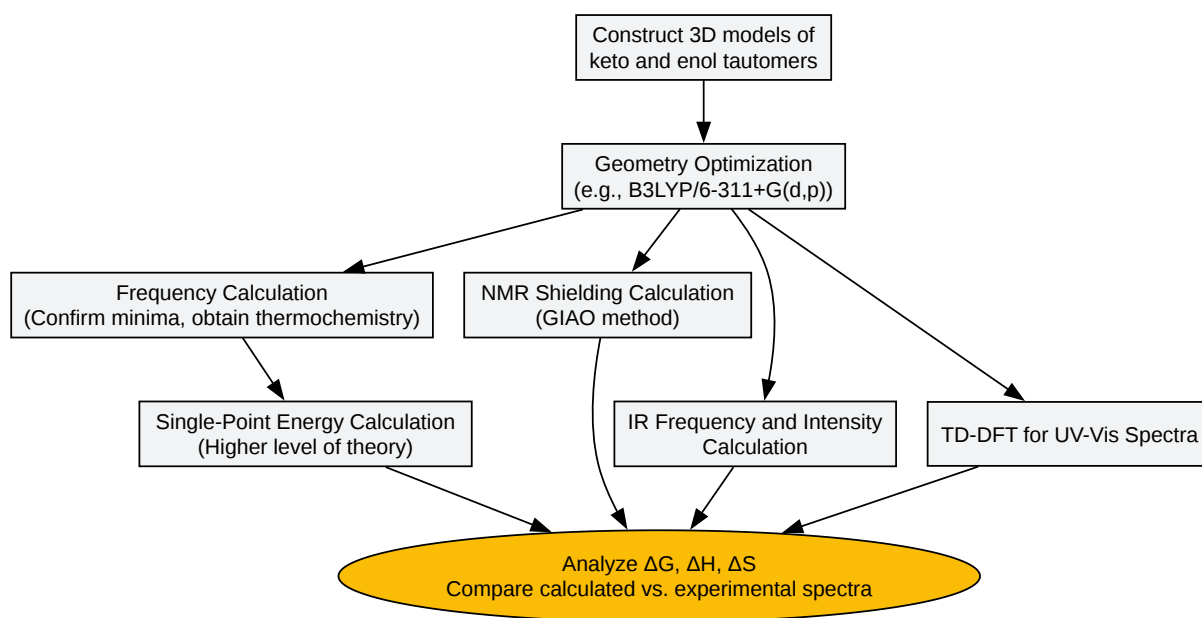 Construct 3D models of
keto and enol tautomers
Geometry Optimization
(e.g., B3LYP/6-311+G(d,p))
Frequency Calculation
(Confirm minima, obtain thermochemistry)
NMR Shielding Calculation
(GIAO method)
Single-Point Energy Calculation
(Higher level of theory)
IR Frequency and Intensity
Calculation
TD-DFT for UV-Vis Spectra
Analyze ΔG, ΔH, ΔS
Compare calculated vs. experimental spectra